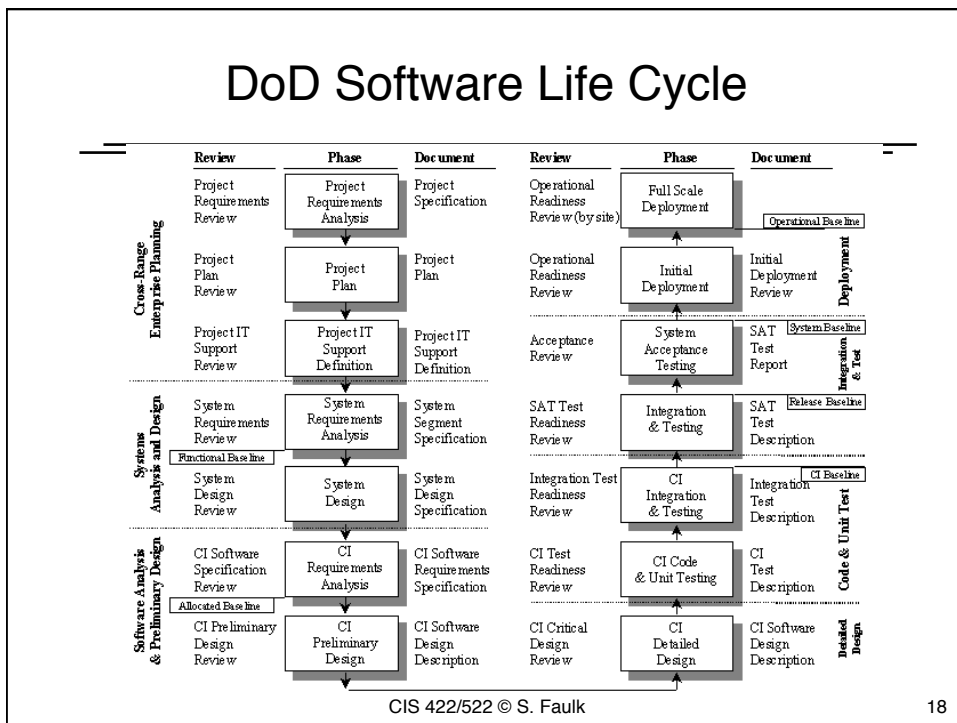 DoD Software Life Cycle
Review
Phase
Document
Cross-Range
Enterprise Planning
Project
Requirements
Review
Project
Requirements
Analysis
Project
Specification
Project
Plan
Review
Project
Plan
Project
Plan
Project IT
Support
Review
Project IT
Support
Definition
Project IT
Support
Definition
Systems
Analysis and Design
System
Requirements
Review
System
Requirements
Analysis
System
Segment
Specification
Functional Baseline
System
Design
Review
System
Design
System
Design
Specification
Software Analysis
& Preliminary Design
CI Software
Specification
Review
CI
Requirements
Analysis
CI Software
Requirements
Specification
Allocated Baseline
CI Preliminary
Design
Review
CI
Preliminary
Design
CI Software
Design
Description
Review
Phase
Document
Operational
Readiness
Review (by site)
Full Scale
Deployment
Operational Baseline
Operational
Readiness
Review
Initial
Deployment
Initial
Deployment
Review
Deployment
Acceptance
Review
System
Acceptance
Testing
SAT
Test
Report
System Baseline
Integration
& Test
SAT Test
Readiness
Review
Integration
& Testing
SAT
Test
Description
Release Baseline
Integration Test
Readiness
Review
CI
Integration
& Testing
Integration
Test
Description
CI Baseline
Code & Unit Test
CI Test
Readiness
Review
CI Code
& Unit Testing
CI
Test
Description
CI Critical
Design
Review
CI
Detailed
Design
CI Software
Design
Description
Detailed
Design
CIS 422/522 © S. Faulk
18